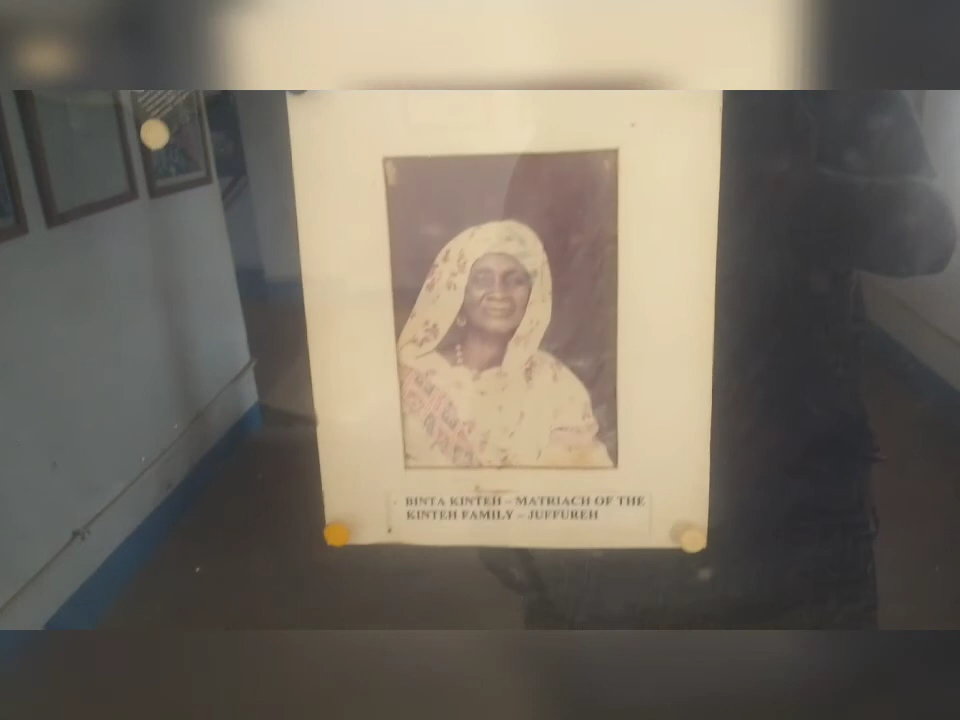 BINTA KINTEH – MATRIACH OF THE
KINTEH FAMILY – JUFFUREH